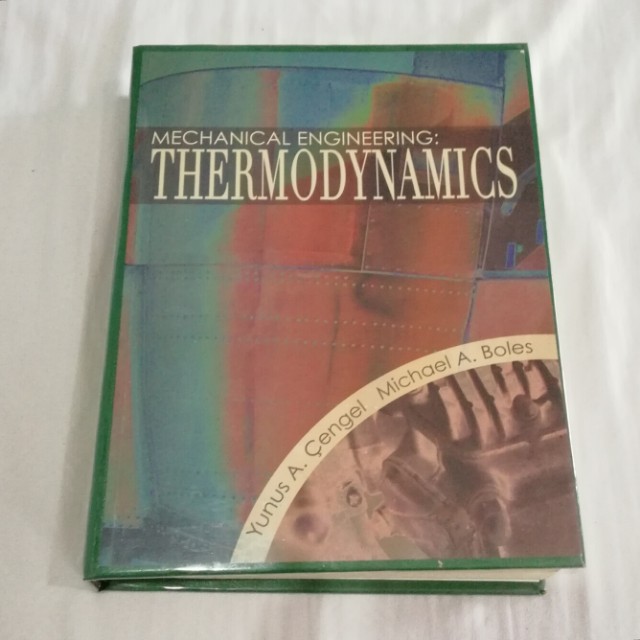 MECHANICAL ENGINEERING:
THERMODYNAMICS
Yunus A. Çengel Michael A. Boles